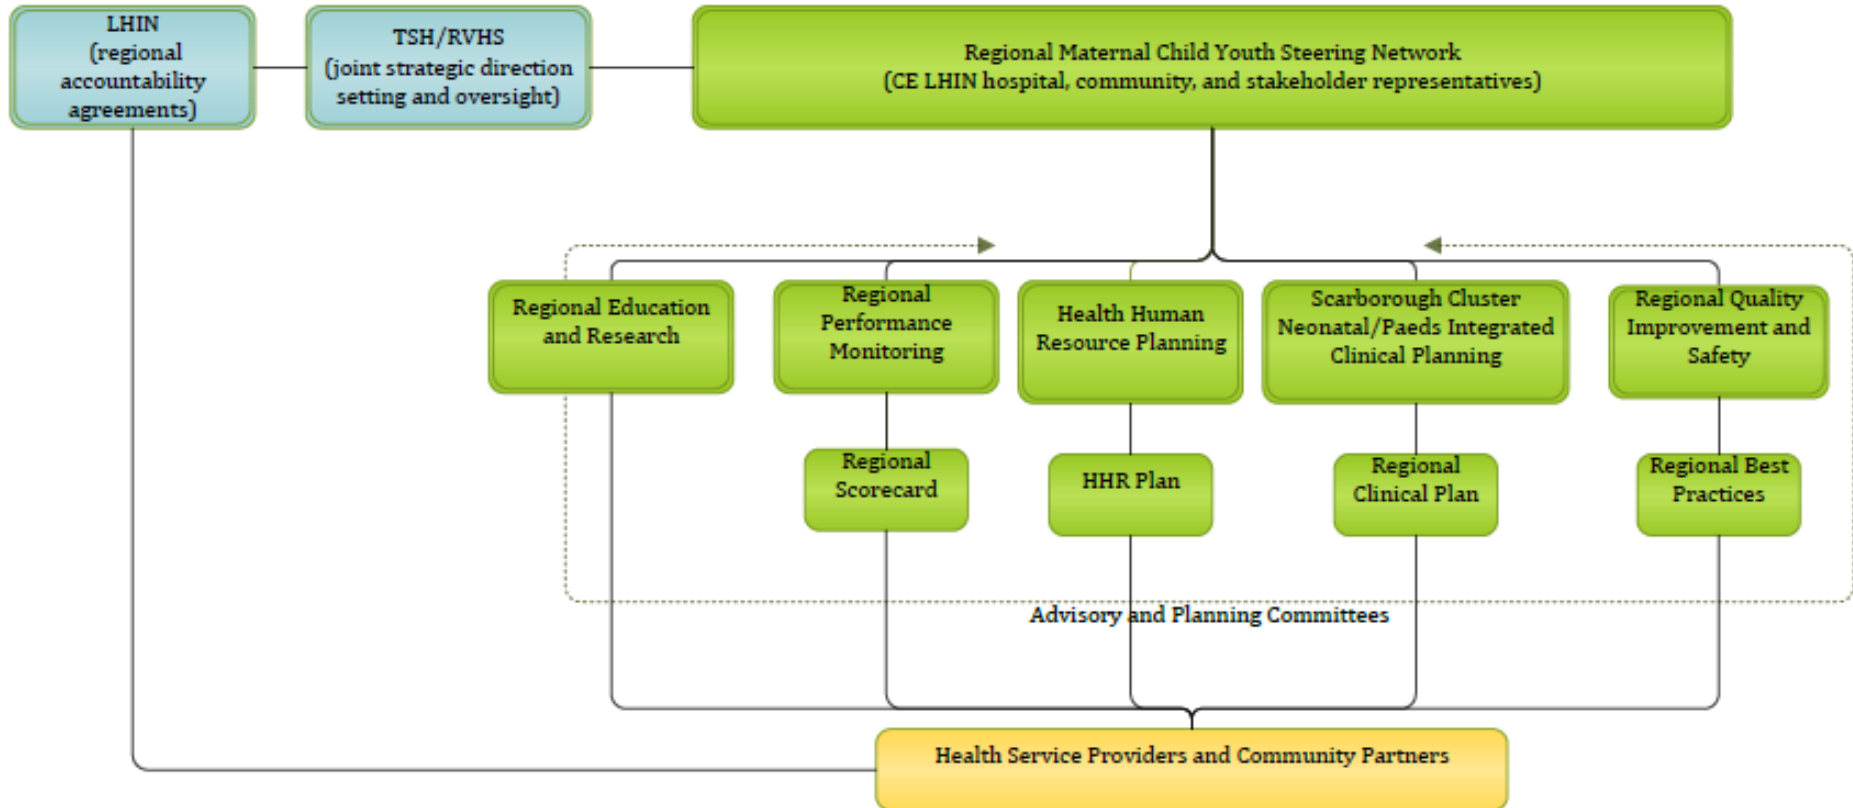 LHIN
(regional
accountability
agreements)
TSH/RVHS
(joint strategic direction
setting and oversight)
Regional Maternal Child Youth Steering Network
(CE LHIN hospital, community, and stakeholder representatives)
Regional Education
and Research
Regional
Performance
Monitoring
Health Human
Resource Planning
Scarborough Cluster
Neonatal/Paeds Integrated
Clinical Planning
Regional Quality
Improvement and
Safety
Regional
Scorecard
HHR Plan
Regional
Clinical Plan
Regional Best
Practices
Advisory and Planning Committees
Health Service Providers and Community Partners